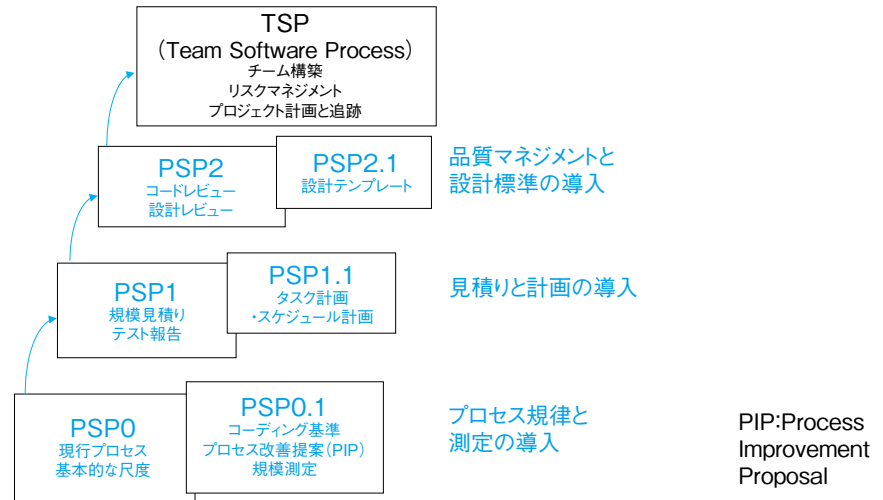 TSP
(Team Software Process)
チーム構築
リスクマネジメント
プロジェクト計画と追跡
PSP2
コードレビュー
設計レビュー
PSP2.1
設計テンプレート
品質マネジメントと
設計標準の導入
PSP1
規模見積り
テスト報告
PSP1.1
タスク計画
・スケジュール計画
見積りと計画の導入
PSP0
現行プロセス
基本的な尺度
PSP0.1
コーディング基準
プロセス改善提案(PIP)
規模測定
プロセス規律と
測定の導入
PIP:Process
Improvement
Proposal